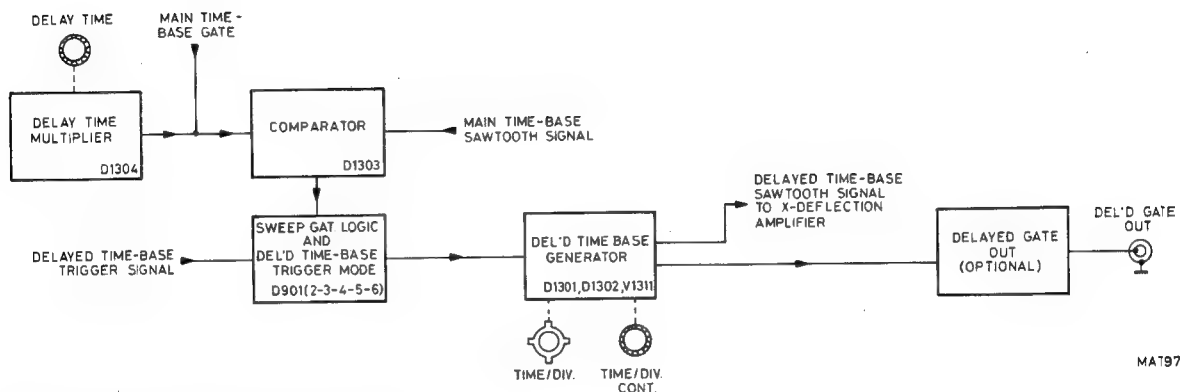 DELAY TIME
MAIN TIME-
BASE GATE
DELAY TIME
MULTIPLIER
D1304
COMPARATOR
D1303
MAIN TIME-BASE
SAWTOOTH SIGNAL
DELAYED TIME-BASE
TRIGGER SIGNAL
SWEEP GAT LOGIC
AND
DEL'D TIME-BASE
TRIGGER MODE
D901(2-3-4-5-6)
DEL'D TIME BASE
GENERATOR
D1301,D1302,V1311
DELAYED TIME-BASE
SAWTOOTH SIGNAL
TO X-DEFLECTION
AMPLIFIER
DELAYED GATE
OUT
(OPTIONAL)
DEL'D GATE
OUT
TIME/DIV.
TIME/DIV.
CONT.
MAT97